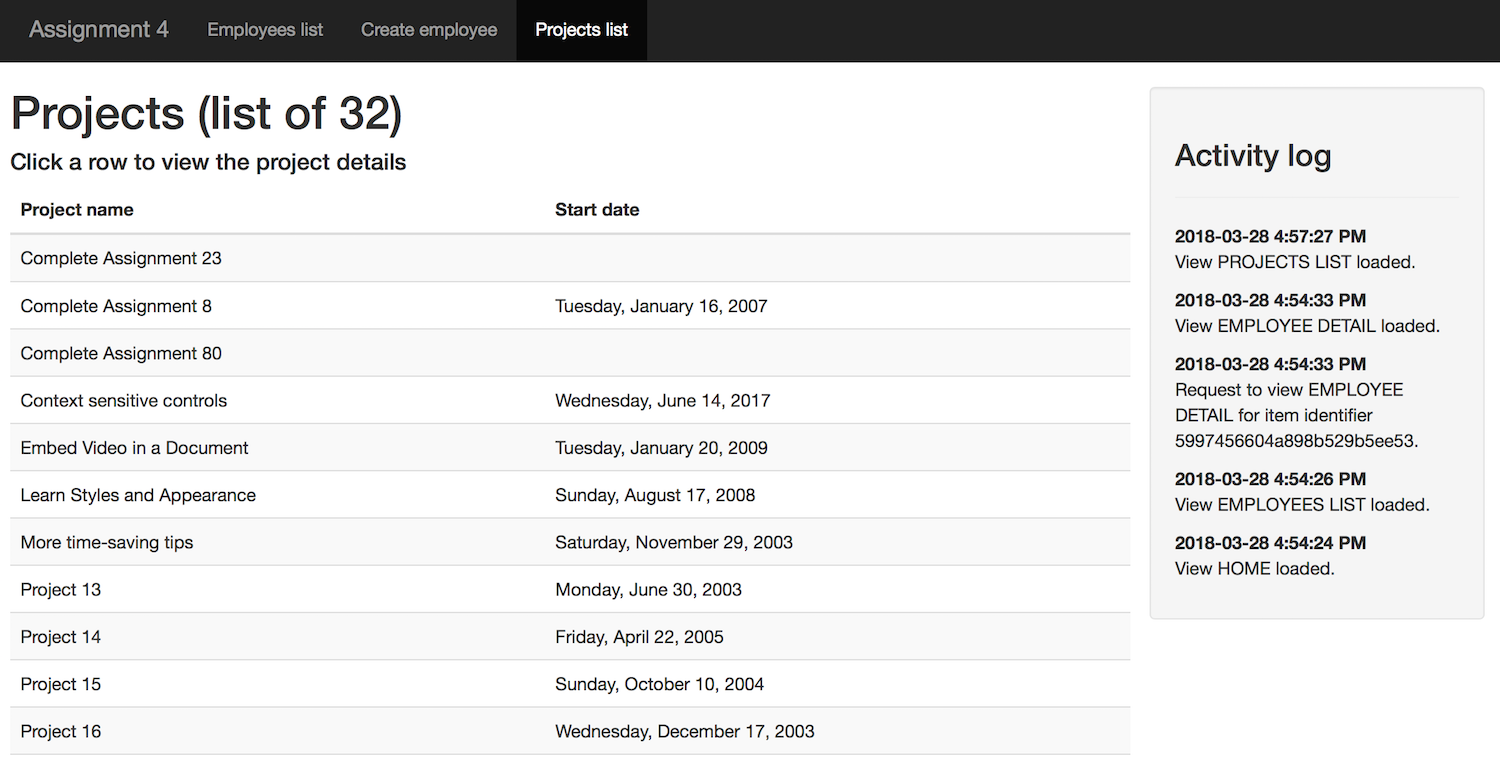 Assignment 4 Employees list Create employee Projects list
Projects (list of 32)
Click a row to view the project details
Project name Start date
Complete Assignment 23
Complete Assignment 8 Tuesday, January 16, 2007
Complete Assignment 80
Context sensitive controls Wednesday, June 14, 2017
Embed Video in a Document Tuesday, January 20, 2009
Learn Styles and Appearance Sunday, August 17, 2008
More time-saving tips Saturday, November 29, 2003
Project 13 Monday, June 30, 2003
Project 14 Friday, April 22, 2005
Project 15 Sunday, October 10, 2004
Project 16 Wednesday, December 17, 2003
Activity log
2018-03-28 4:57:27 PM
View PROJECTS LIST loaded.
2018-03-28 4:54:33 PM
View EMPLOYEE DETAIL loaded.
2018-03-28 4:54:33 PM
Request to view EMPLOYEE
DETAIL for item identifier
5997456604a898b529b5ee53.
2018-03-28 4:54:26 PM
View EMPLOYEES LIST loaded.
2018-03-28 4:54:24 PM
View HOME loaded.